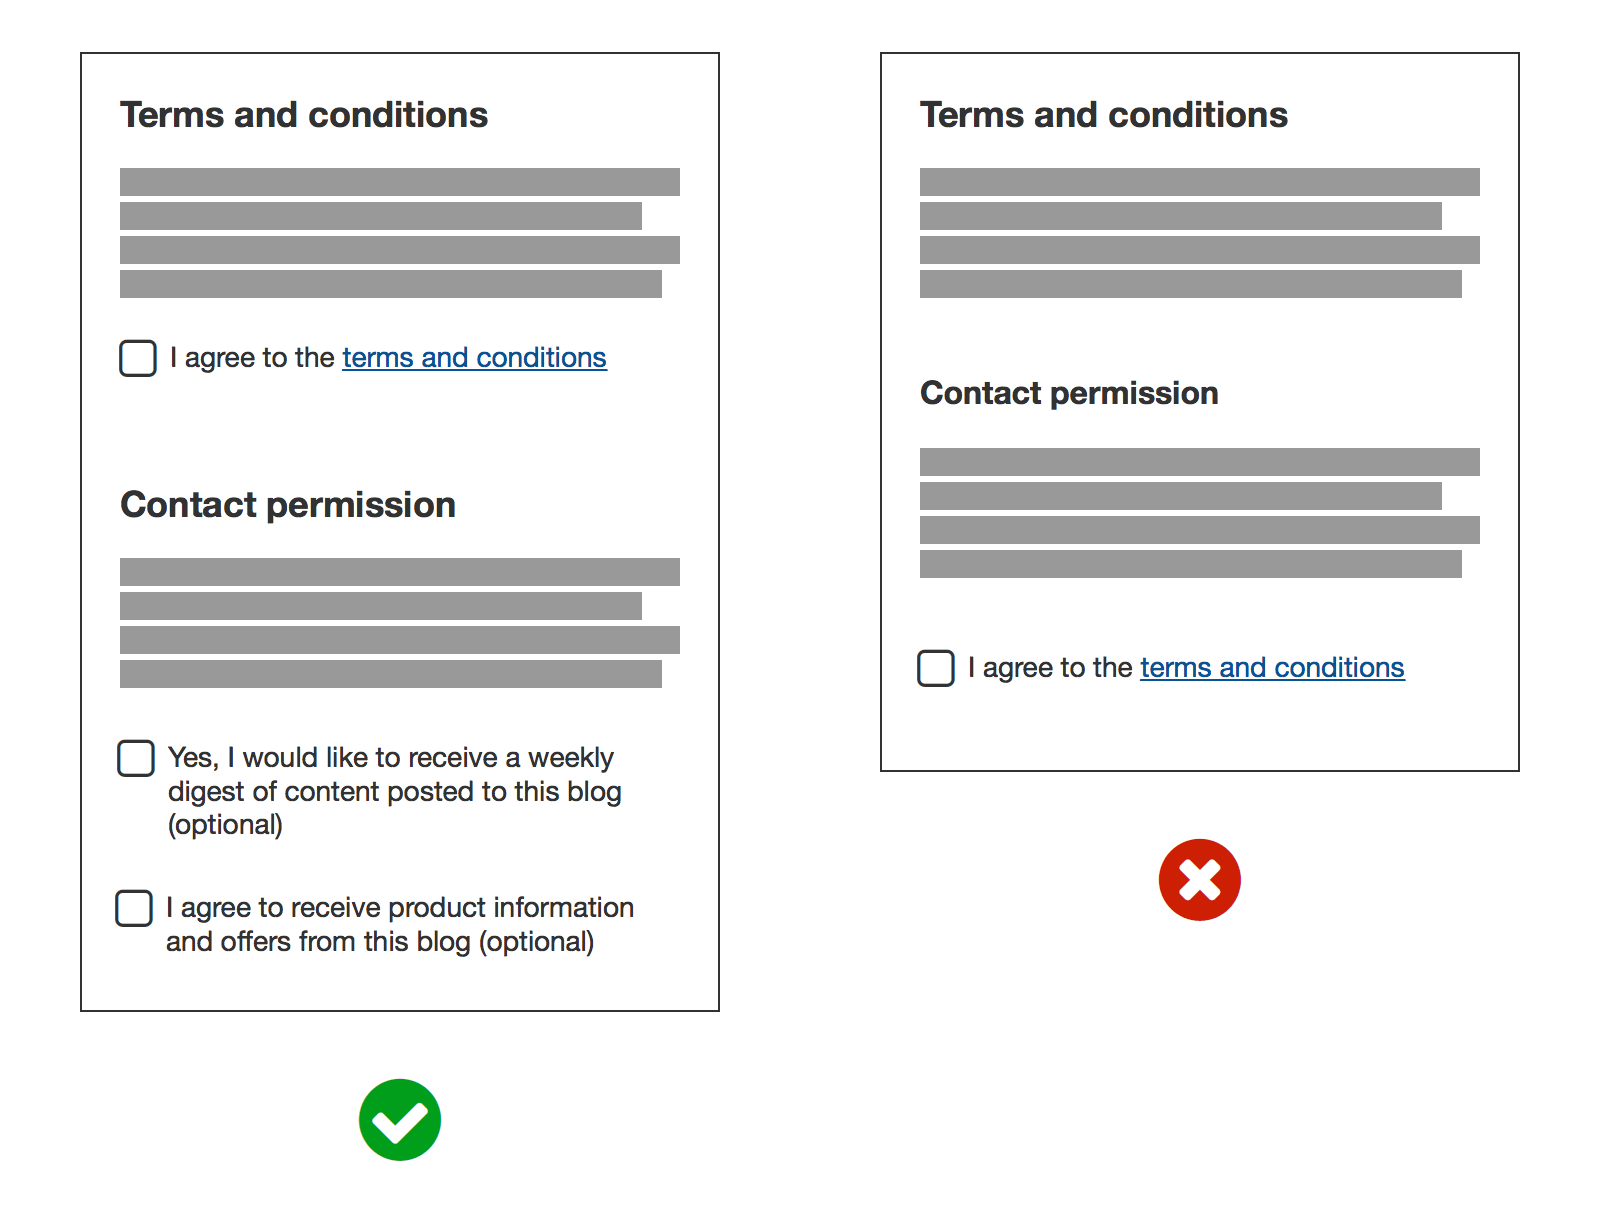 Terms and conditions
I agree to the terms and conditions
Contact permission
Yes, I would like to receive a weekly
digest of content posted to this blog
(optional)
I agree to receive product information
and offers from this blog (optional)
Terms and conditions
Contact permission
I agree to the terms and conditions